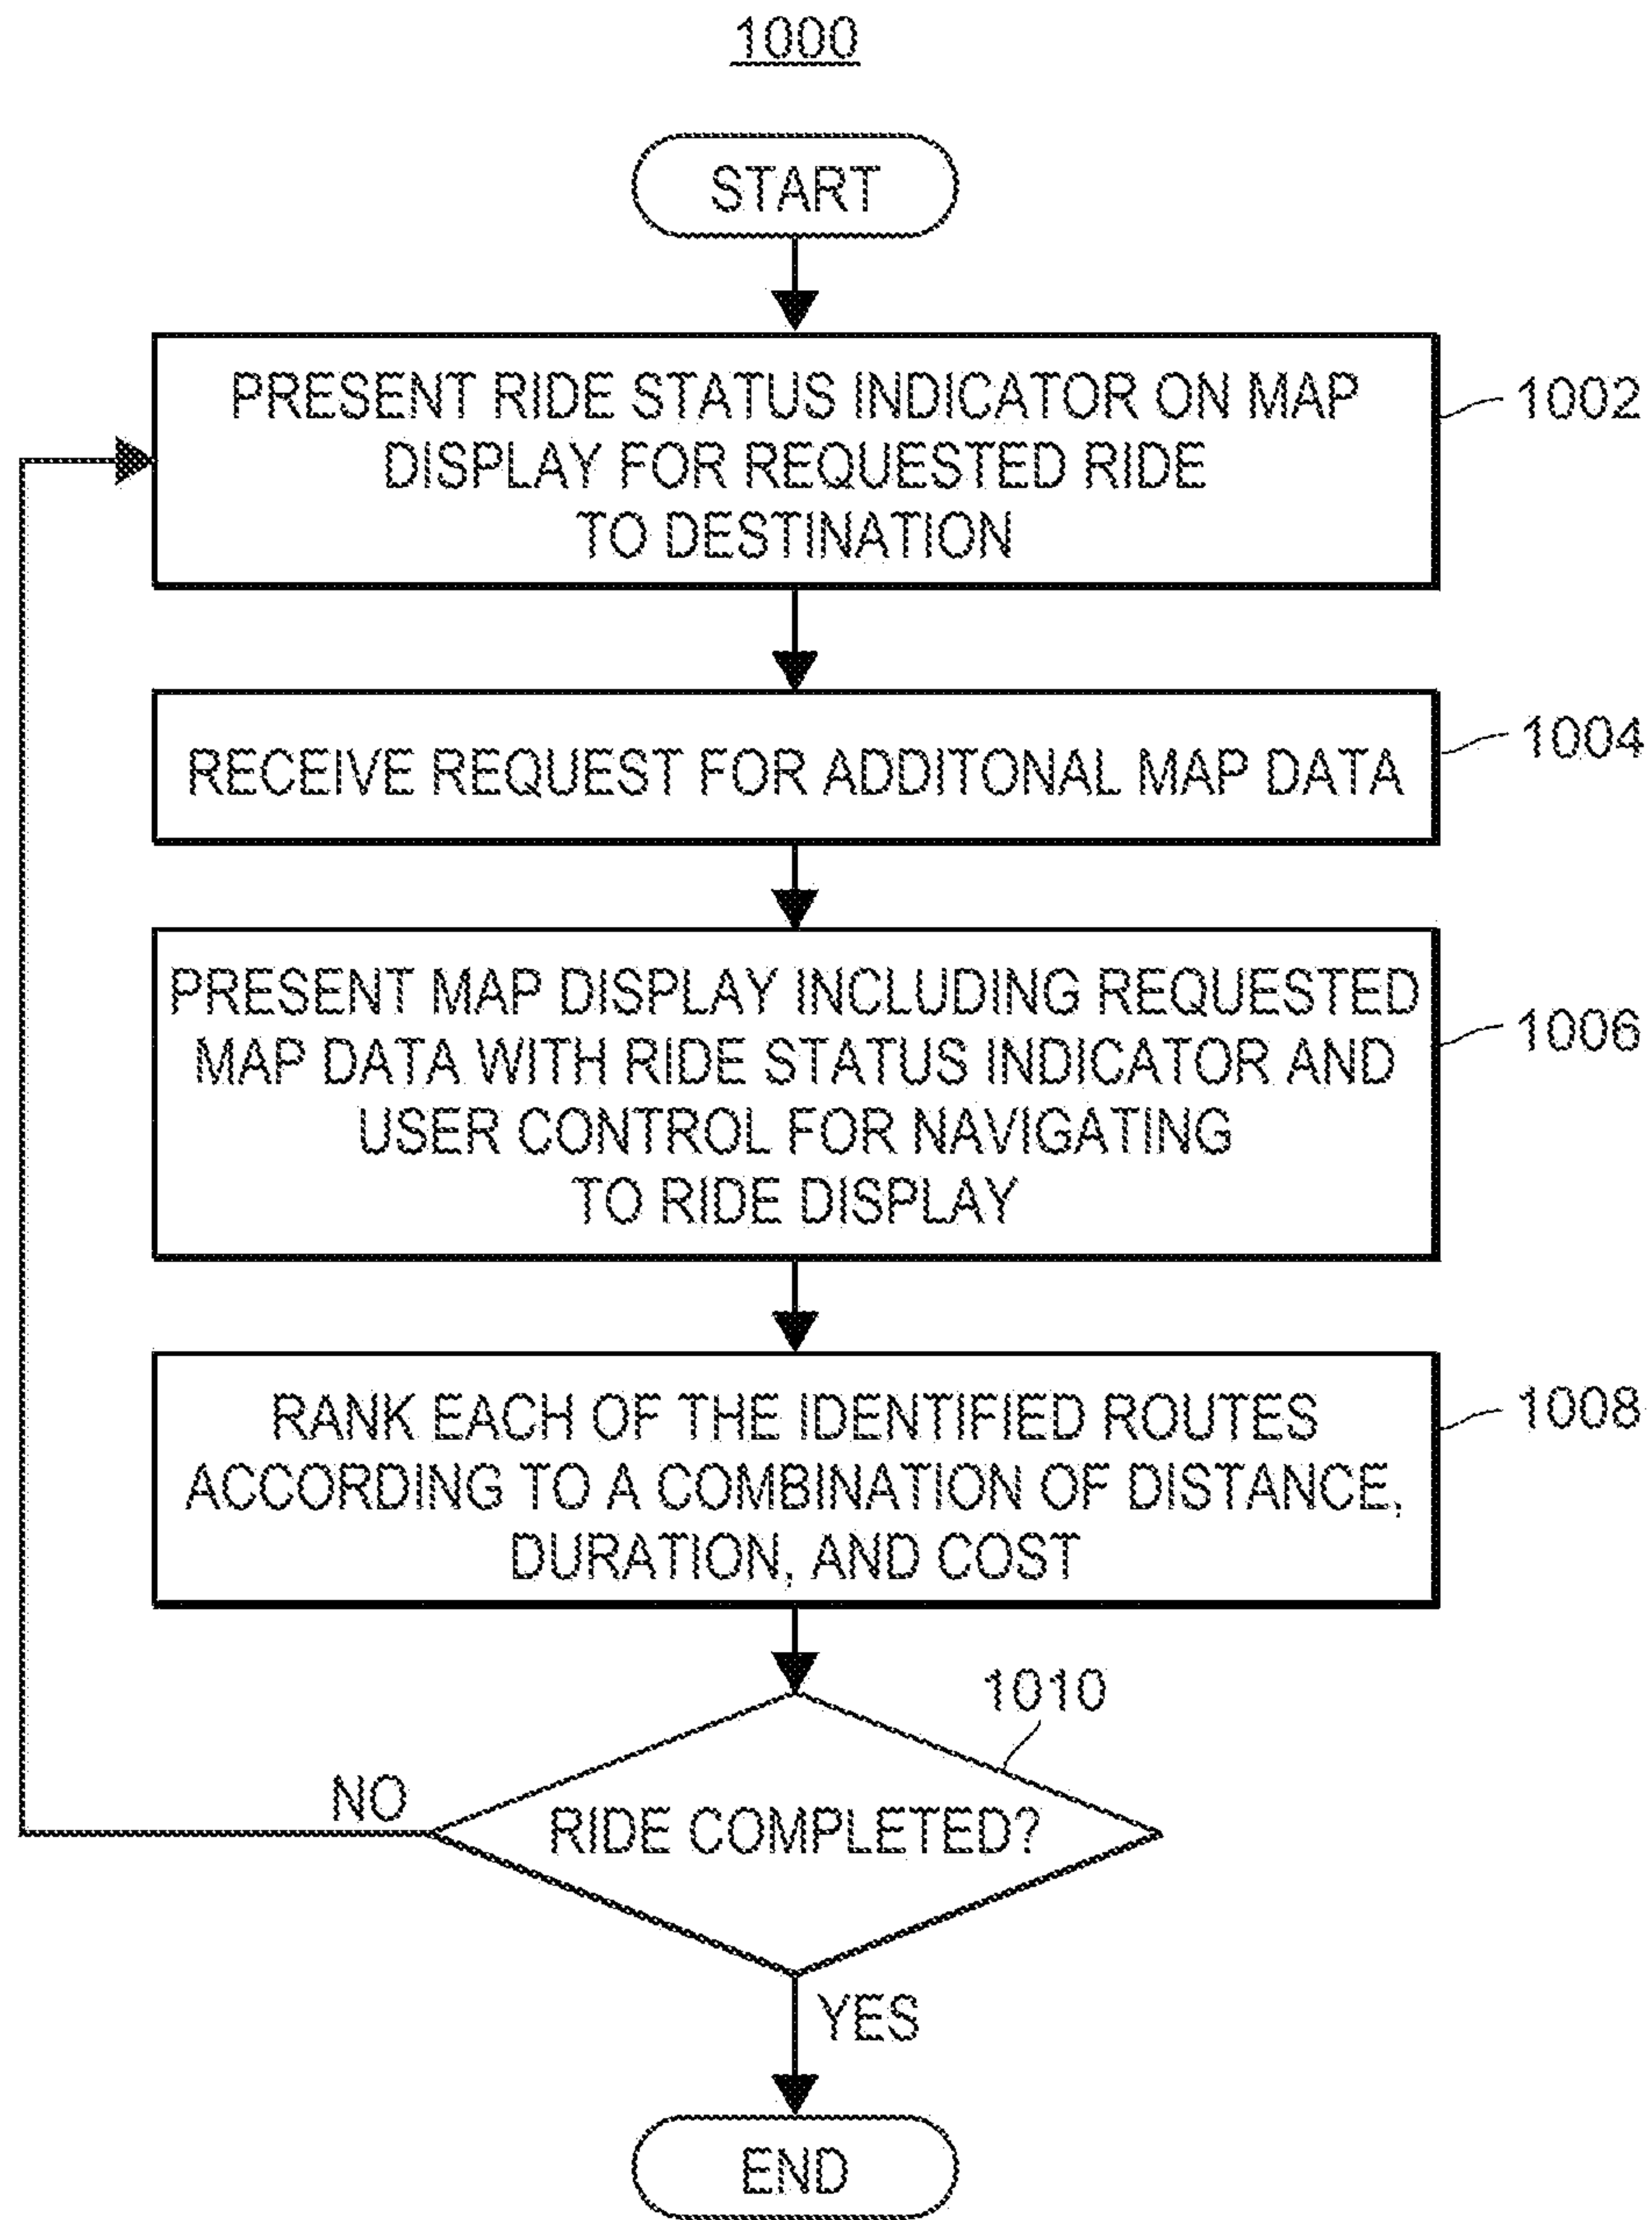 1000
START
PRESENT RIDE STATUS INDICATOR ON MAP
DISPLAY FOR REQUESTED RIDE
TO DESTINATION
1002
RECEIVE REQUEST FOR ADDITONAL MAP DATA
1004
PRESENT MAP DISPLAY INCLUDING REQUESTED
MAP DATA WITH RIDE STATUS INDICATOR AND
USER CONTROL FOR NAVIGATING
TO RIDE DISPLAY
1006
RANK EACH OF THE IDENTIFIED ROUTES
ACCORDING TO A COMBINATION OF DISTANCE,
DURATION, AND COST
1008
1010
NO
RIDE COMPLETED?
YES
END